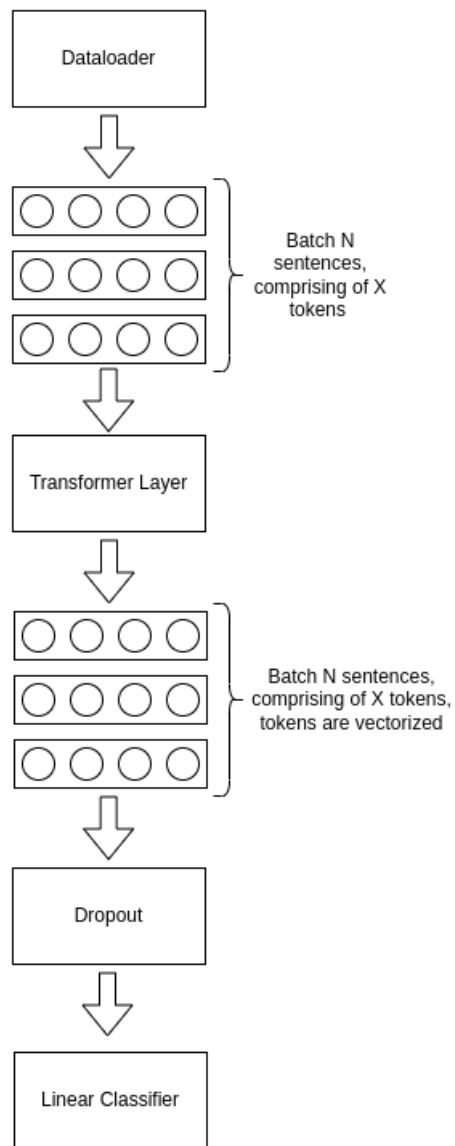 Dataloader
Batch N
sentences,
comprising of X
tokens
Transformer Layer
Batch N sentences,
comprising of X tokens,
tokens are vectorized
Dropout
Linear Classifier